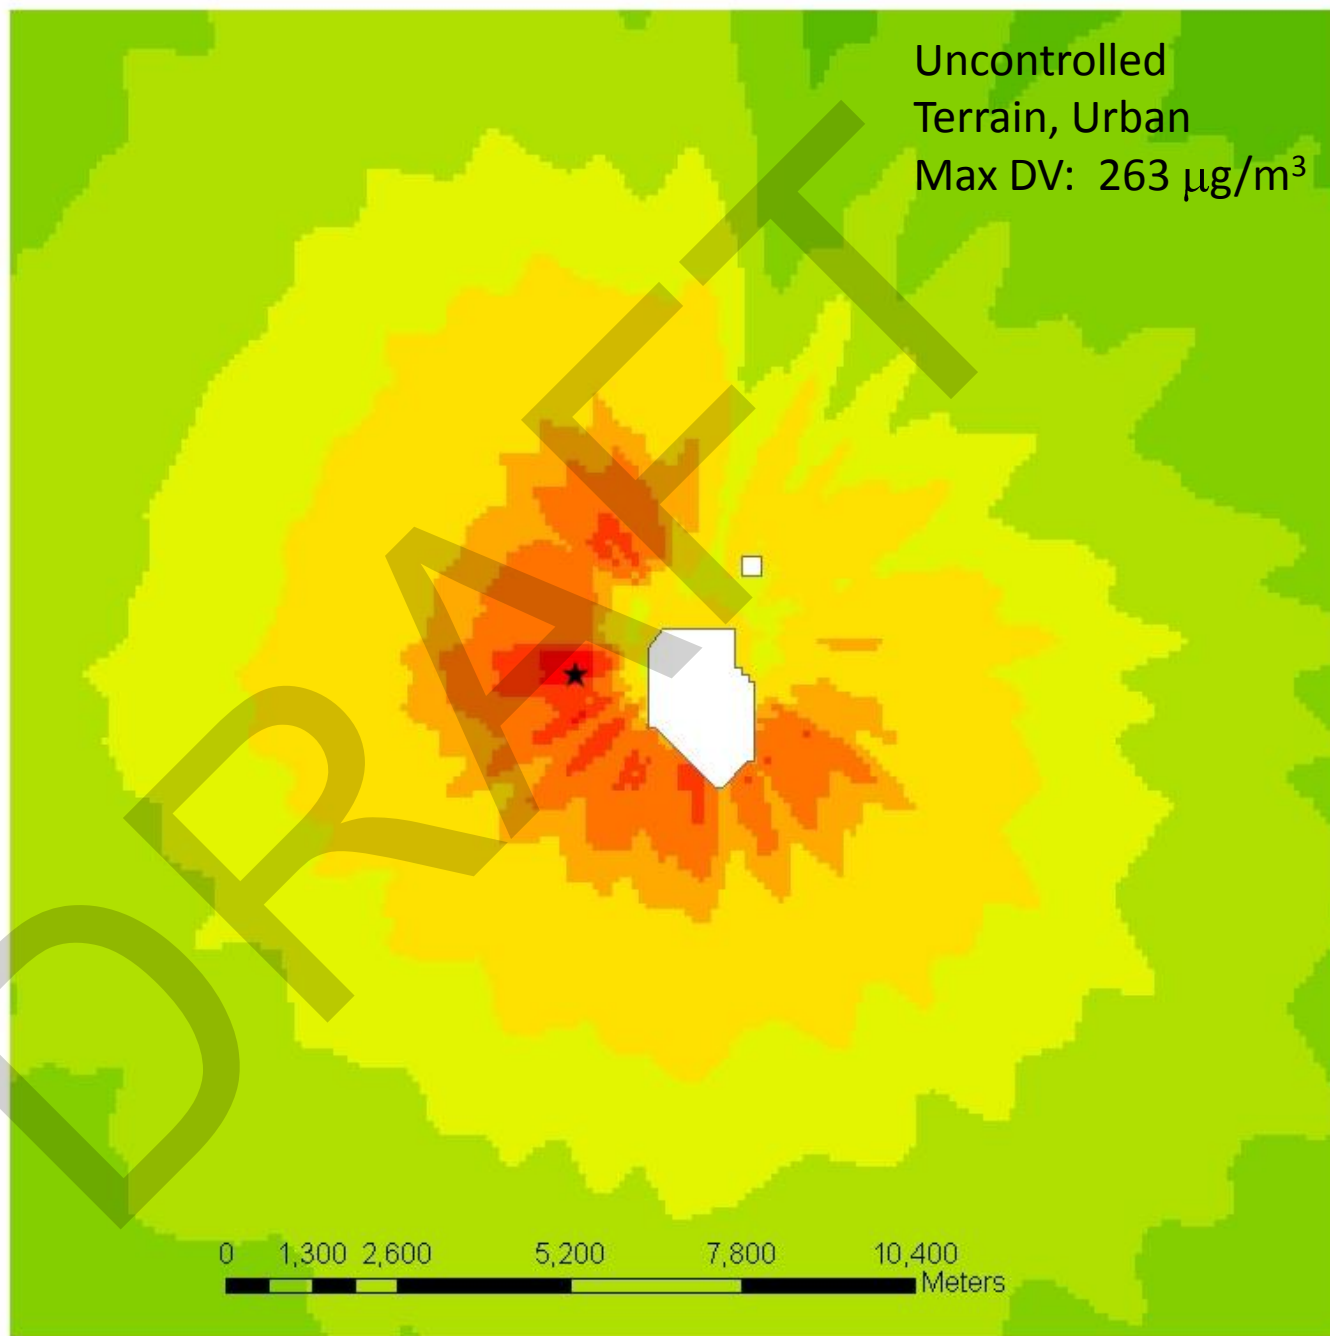 Uncontrolled
Terrain, Urban
Max DV: 263 μg/m³
DRAFT
0 1,300 2,600 5,200 7,800 10,400
Meters